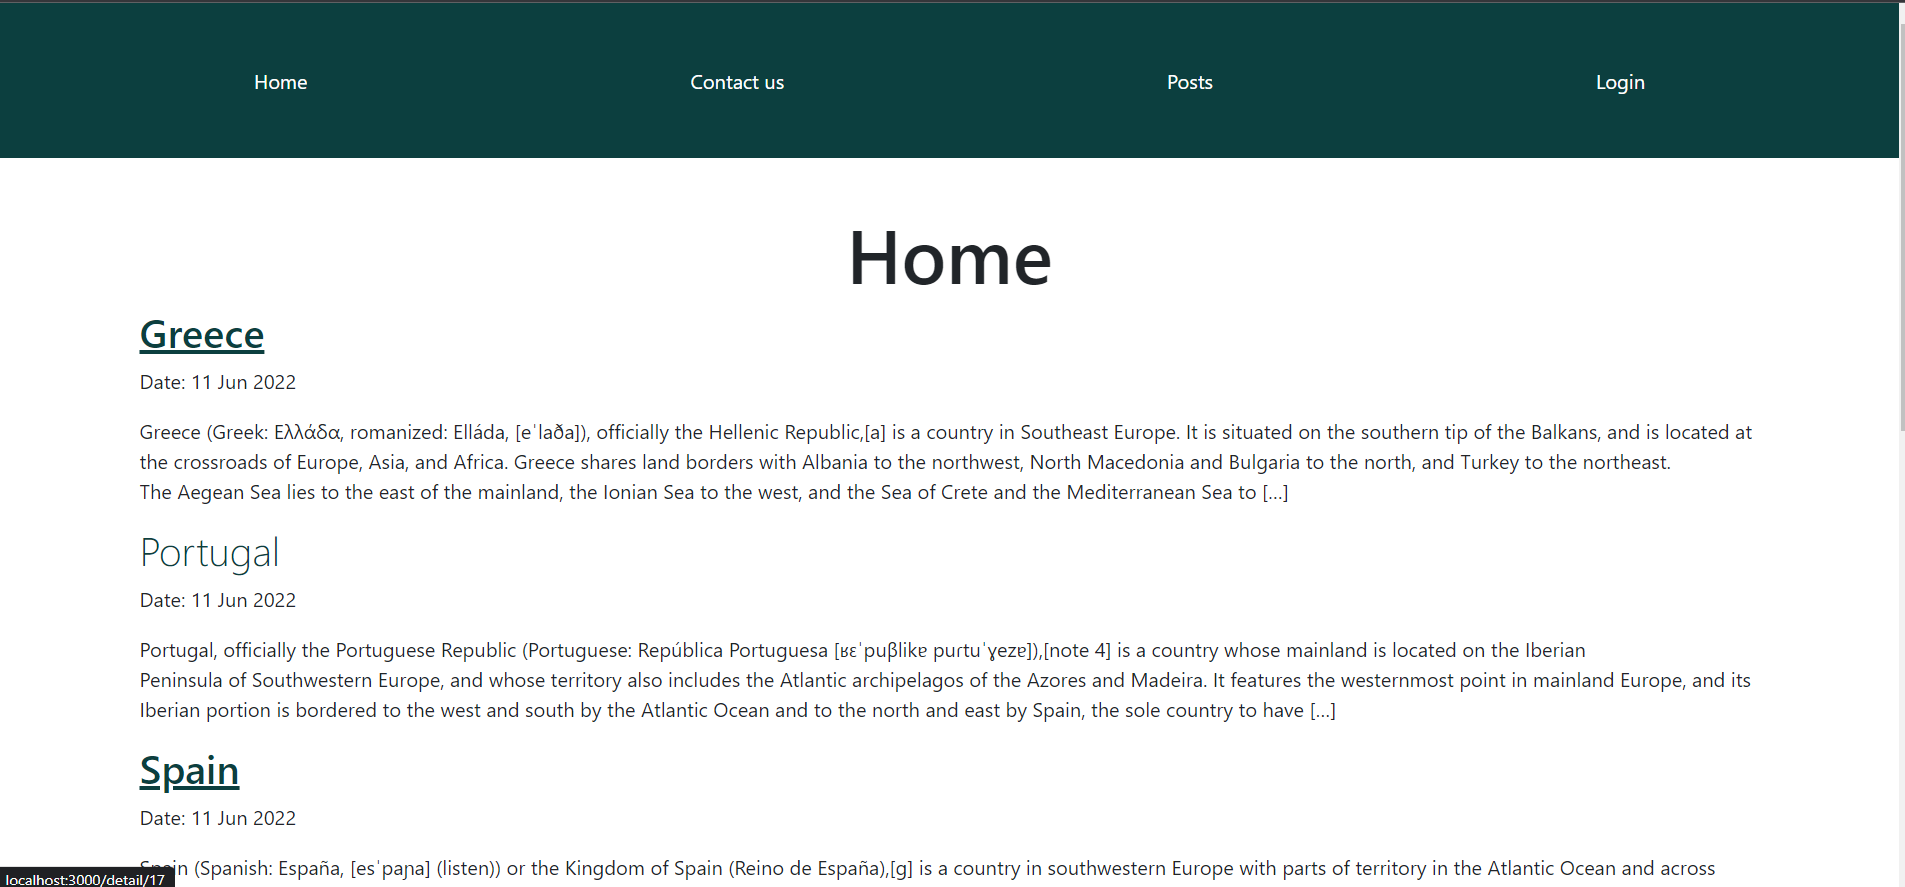 Home
Contact us
Posts
Login
Home
Greece
Date: 11 Jun 2022
Greece (Greek: Ελλάδα, romanized: Elláda, [eˈlaða]), officially the Hellenic Republic,[a] is a country in Southeast Europe. It is situated on the southern tip of the Balkans, and is located at
the crossroads of Europe, Asia, and Africa. Greece shares land borders with Albania to the northwest, North Macedonia and Bulgaria to the north, and Turkey to the northeast.
The Aegean Sea lies to the east of the mainland, the Ionian Sea to the west, and the Sea of Crete and the Mediterranean Sea to [...]
Portugal
Date: 11 Jun 2022
Portugal, officially the Portuguese Republic (Portuguese: República Portuguesa [ʁɛˈpuβlikɐ puɾtuˈɣezɐ]),[note 4] is a country whose mainland is located on the Iberian
Peninsula of Southwestern Europe, and whose territory also includes the Atlantic archipelagos of the Azores and Madeira. It features the westernmost point in mainland Europe, and its
Iberian portion is bordered to the west and south by the Atlantic Ocean and to the north and east by Spain, the sole country to have [...]
Spain
Date: 11 Jun 2022
Spain (Spanish: España, [esˈpaɲa] (listen)) or the Kingdom of Spain (Reino de España),[g] is a country in southwestern Europe with parts of territory in the Atlantic Ocean and across
localhost:3000/detail/17